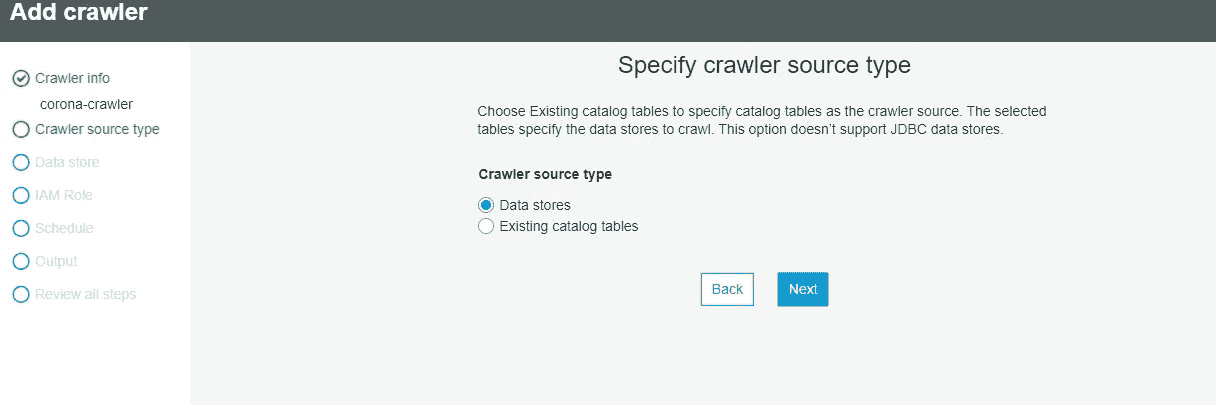 Add crawler
Crawler info
corona-crawler
Crawler source type
Data store
IAM Role
Schedule
Output
Review all steps
Specify crawler source type
Choose Existing catalog tables to specify catalog tables as the crawler source. The selected
tables specify the data stores to crawl. This option doesn't support JDBC data stores.
Crawler source type
Data stores
Existing catalog tables
Back
Next